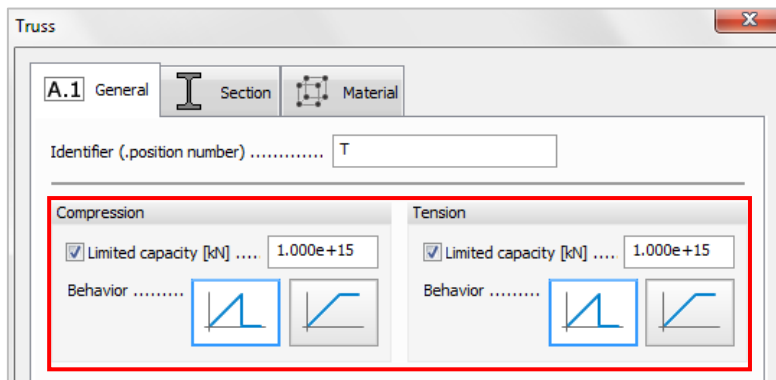 Truss
A.1 General Section Material
Identifier (.position number) ............. T
Compression Tension
Limited capacity [kN] ..... 1.000e+15 Limited capacity [kN] ..... 1.000e+15
Behavior ......... Behavior .........